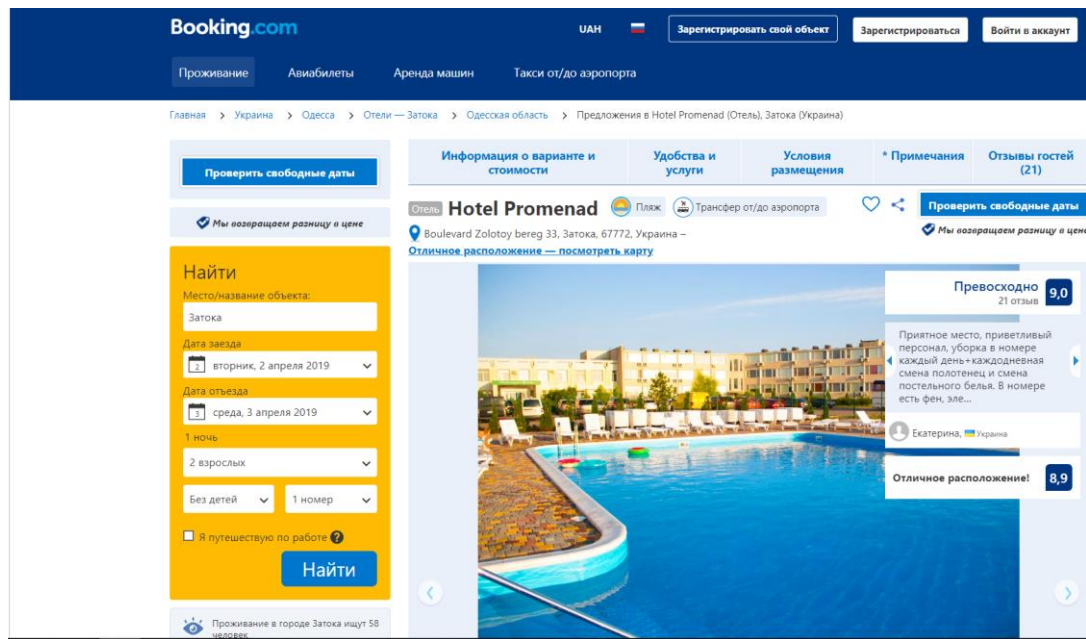 Booking.com
UAH
Зарегистрировать свой объект
Зарегистрироваться
Войти в аккаунт
Проживание
Авиабилеты
Аренда машин
Такси от/до аэропорта
Главная > Украина > Одесса > Отели — Затока > Одесская область > Предложения в Hotel Promenad (Отель), Затока (Украина)
Проверить свободные даты
Мы возвращаем разницу в цене
Найти
Место/название объекта:
Затока
Дата заезда
2 вторник, 2 апреля 2019
Дата отъезда
3 среда, 3 апреля 2019
1 ночь
2 взрослых
Без детей
1 номер
Я путешествую по работе ?
Найти
Проживание в городе Затока ищут 58
человек
Информация о варианте и
стоимости
Удобства и
услуги
Условия
размещения
* Примечания
Отзывы гостей
(21)
Отель Hotel Promenad
Пляж
Трансфер от/до аэропорта
Проверить свободные даты
Мы возвращаем разницу в цене
Boulevard Zolotoy bereg 33, Затока, 67772, Украина –
Отличное расположение — посмотреть карту
Превосходно 9,0
21 отзыв
Приятное место, приветливый
персонал, уборка в номере
каждый день+каждодневная
смена полотенец и смена
постельного белья. В номере
есть фен, эле...
Екатерина, Украина
Отличное расположение! 8,9